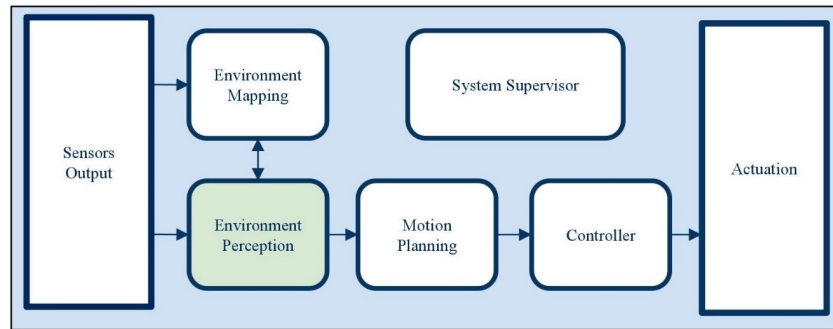 Sensors
Output
Environment
Mapping
System Supervisor
Environment
Perception
Motion
Planning
Controller
Actuation